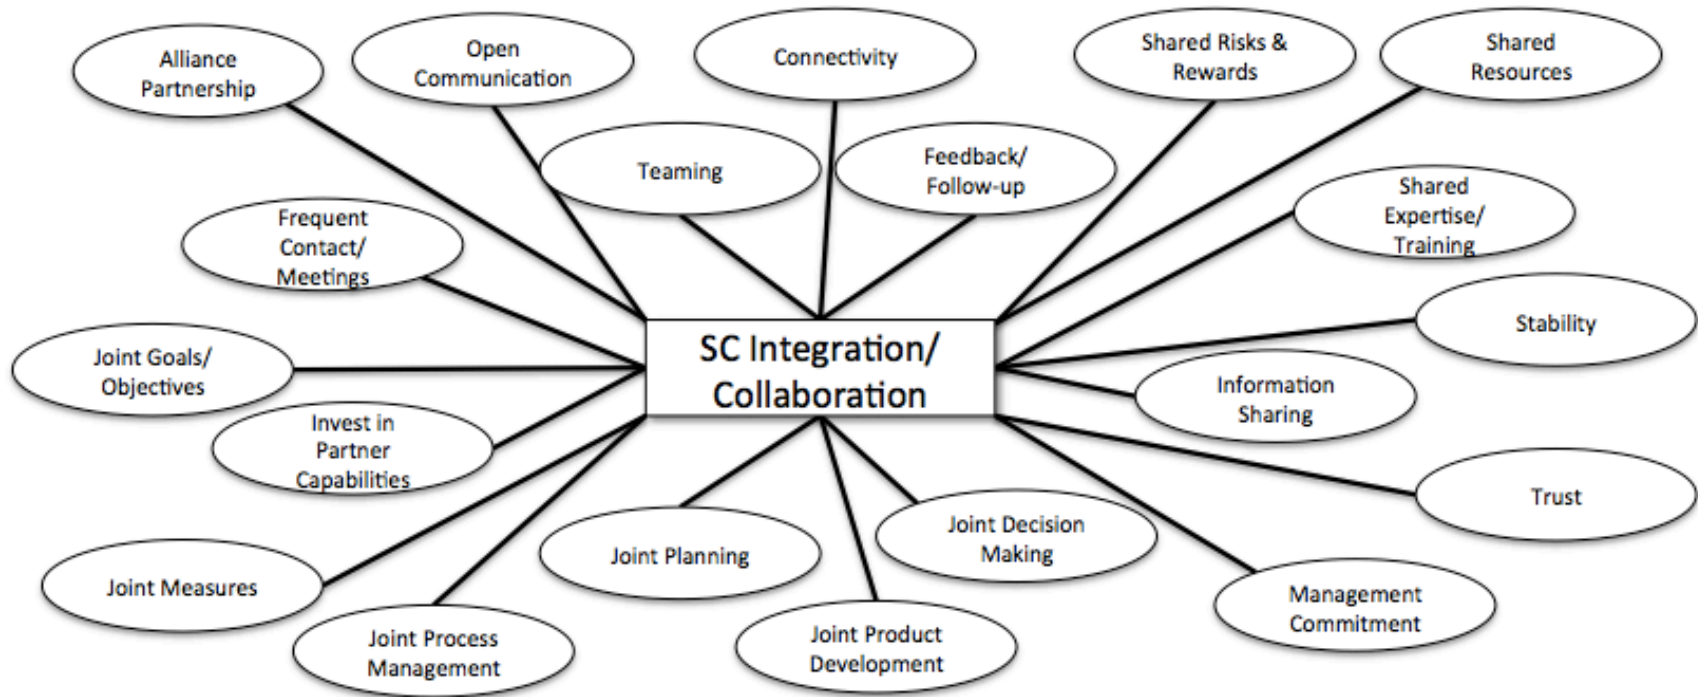 Alliance
Partnership
Open
Communication
Connectivity
Shared Risks &
Rewards
Shared
Resources
Teaming
Feedback/
Follow-up
Frequent
Contact/
Meetings
Shared
Expertise/
Training
Joint Goals/
Objectives
SC Integration/
Collaboration
Stability
Invest in
Partner
Capabilities
Information
Sharing
Trust
Joint Measures
Joint Planning
Joint Decision
Making
Joint Process
Management
Joint Product
Development
Management
Commitment